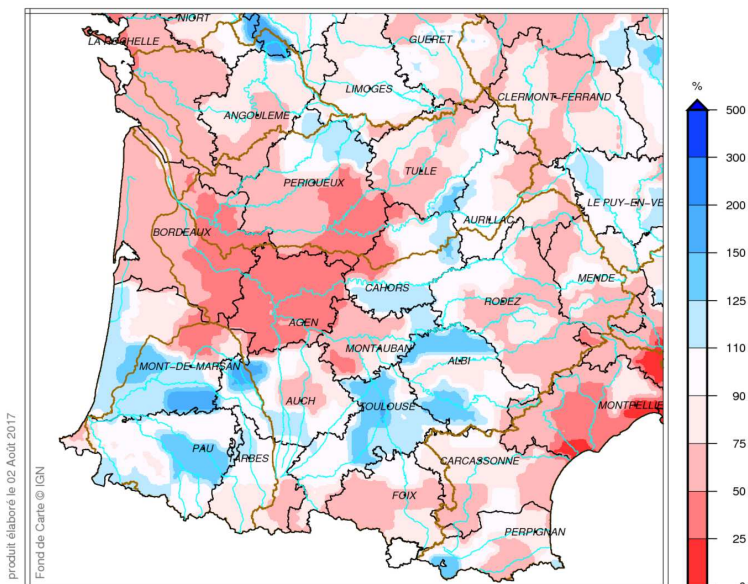 NIORT
LA ROCHELLE
GUERET
%
500
LIMOGES
CLERMONT-FERRAND
ANGOULEME
300
TULLE
PERIGUEUX
LE PUY-EN-VE
200
AURILLAC
BORDEAUX
150
MENDE
CAHORS
RODEZ
125
AGEN
MONTAUBAN
110
ALBI
MONT-DE-MARSAN
90
AUCH
TOULOUSE
MONTPELLIE
75
PAU
TARBES
CARCASSONNE
50
FOIX
PERPIGNAN
25
produit élaboré le 02 Août 2017
Fond de Carte © IGN